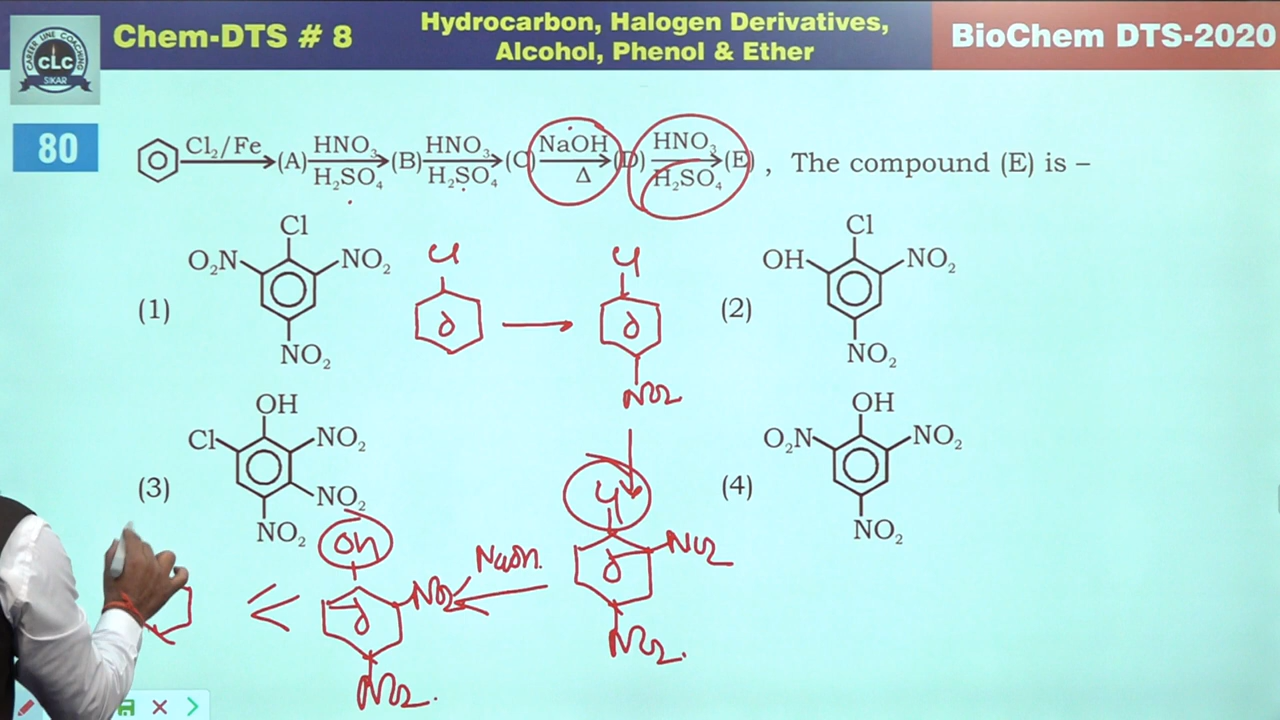 CAREER LINE COACHING
CLC
SIKAR
Chem-DTS # 8
Hydrocarbon, Halogen Derivatives,
Alcohol, Phenol & Ether
BioChem DTS-2020
80
Cl₂/Fe (A) HNO₃ H₂SO₄ (B) HNO₃ H₂SO₄ (C) NaOH Δ (D) HNO₃ H₂SO₄ (E) , The compound (E) is –
(1)
Cl
O₂N
NO₂
NO₂
Cl
Cl
NO₂
(2)
Cl
OH
NO₂
NO₂
(3)
OH
Cl
NO₂
NO₂
NO₂
(4)
OH
O₂N
NO₂
NO₂
Cl
NO₂
NO₂
NaOH
OH
NO₂
NO₂